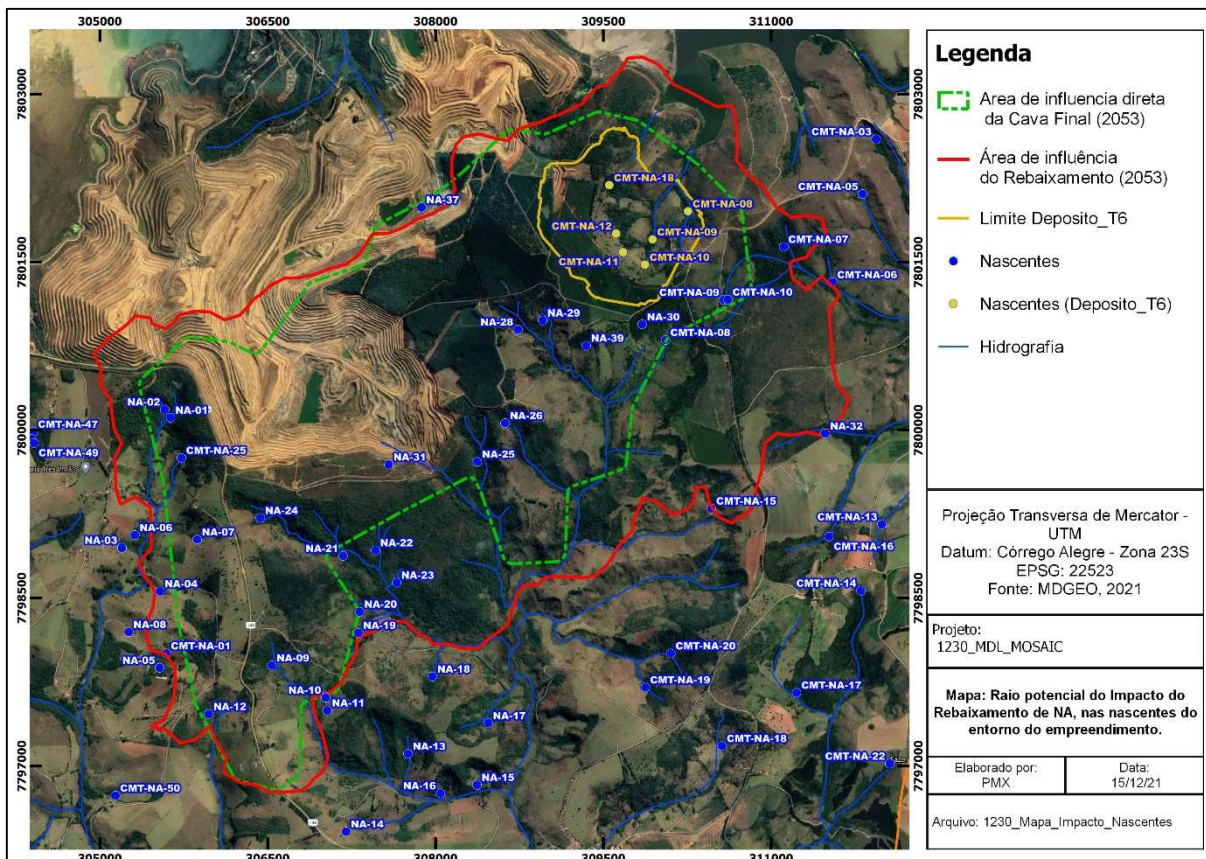 305000 306500 308000 309500 311000
7803000
7801500
7800000
7798500
7797000
CMT-NA-03
CMT-NA-18
CMT-NA-05
NA-37
CMT-NA-08
CMT-NA-12
CMT-NA-09
CMT-NA-07
CMT-NA-11
CMT-NA-10
CMT-NA-06
CMT-NA-09
CMT-NA-10
NA-29
NA-28
NA-30
NA-39
CMT-NA-08
NA-02
NA-01
NA-26
CMT-NA-47
NA-32
CMT-NA-49
CMT-NA-25
NA-31
NA-25
CMT-NA-15
NA-24
CMT-NA-13
NA-06
NA-07
NA-03
NA-21
NA-22
CMT-NA-16
NA-23
NA-04
CMT-NA-14
NA-20
NA-08
NA-19
CMT-NA-01
CMT-NA-20
NA-05
NA-09
NA-18
CMT-NA-19
CMT-NA-17
NA-10
NA-11
NA-12
NA-17
CMT-NA-18
NA-13
CMT-NA-22
NA-16
NA-15
CMT-NA-50
NA-14
305000 306500 308000 309500 311000
7803000
7801500
7800000
7798500
7797000
Legenda
Area de influencia direta
da Cava Final (2053)
Área de influência
do Rebaixamento (2053)
Limite Deposito_T6
Nascentes
Nascentes (Deposito_T6)
Hidrografia
Projeção Transversa de Mercator -
UTM
Datum: Córrego Alegre - Zona 23S
EPSG: 22523
Fonte: MDGEO, 2021
Projeto:
1230_MDL_MOSAIC
Mapa: Raio potencial do Impacto do
Rebaixamento de NA, nas nascentes do
entorno do empreendimento.
Elaborado por:
PMX
Data:
15/12/21
Arquivo: 1230_Mapa_Impacto_Nascentes